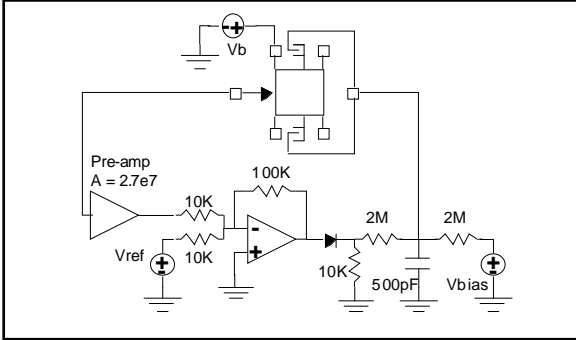 Vb
Pre-amp
A = 2.7e7
10K
100K
Vref
10K
2M
2M
10K
500pF
Vbias